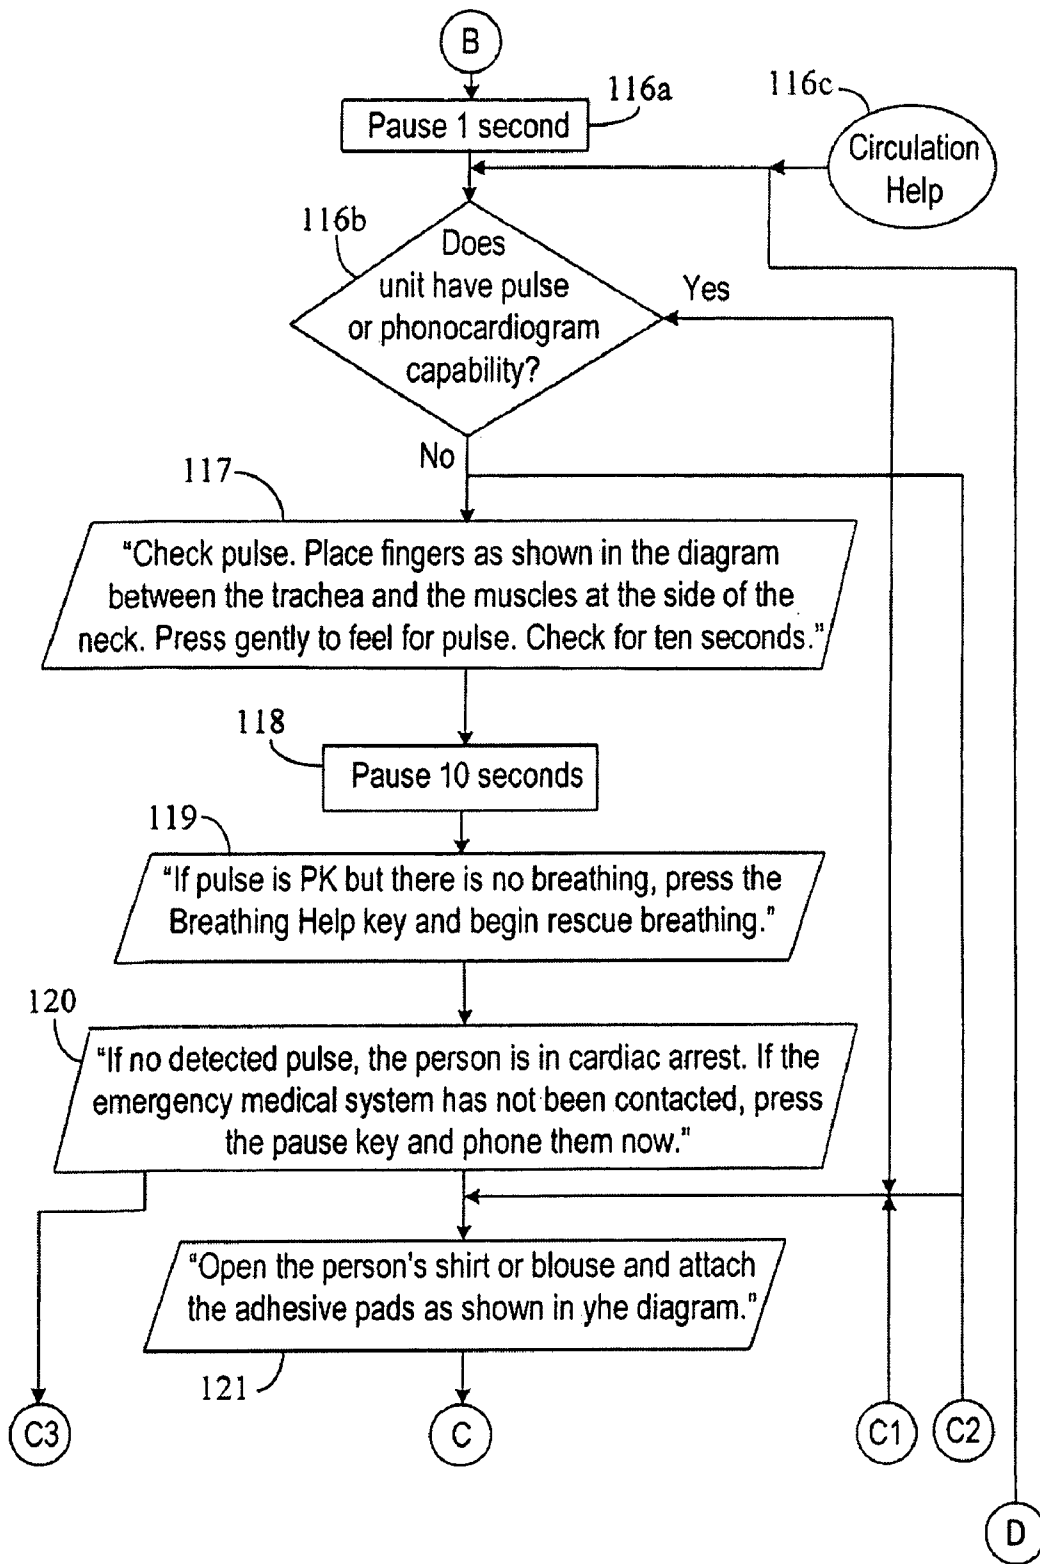 B
116a
Pause 1 second
116c
Circulation
Help
116b
Does
unit have pulse
or phonocardiogram
capability?
Yes
No
117
"Check pulse. Place fingers as shown in the diagram
between the trachea and the muscles at the side of the
neck. Press gently to feel for pulse. Check for ten seconds."
118
Pause 10 seconds
119
"If pulse is PK but there is no breathing, press the
Breathing Help key and begin rescue breathing."
120
"If no detected pulse, the person is in cardiac arrest. If the
emergency medical system has not been contacted, press
the pause key and phone them now."
"Open the person's shirt or blouse and attach
the adhesive pads as shown in yhe diagram."
121
C3
C
C1
C2
D